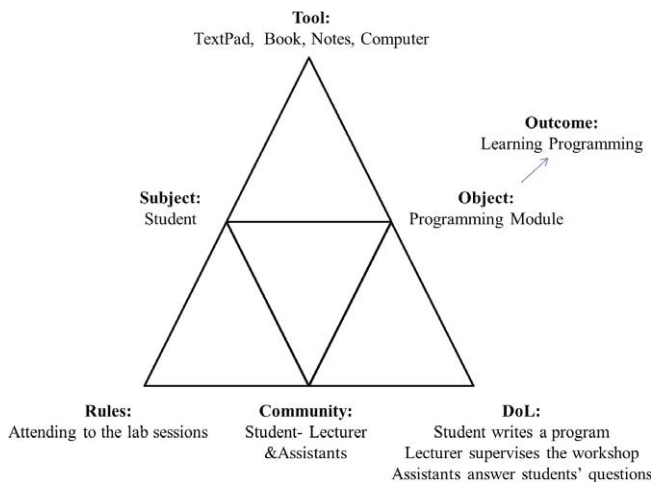 Tool:
TextPad, Book, Notes, Computer
Outcome:
Learning Programming
Subject:
Student
Object:
Programming Module
Rules:
Attending to the lab sessions
Community:
Student- Lecturer
&Assistants
DoL:
Student writes a program
Lecturer supervises the workshop
Assistants answer students’ questions